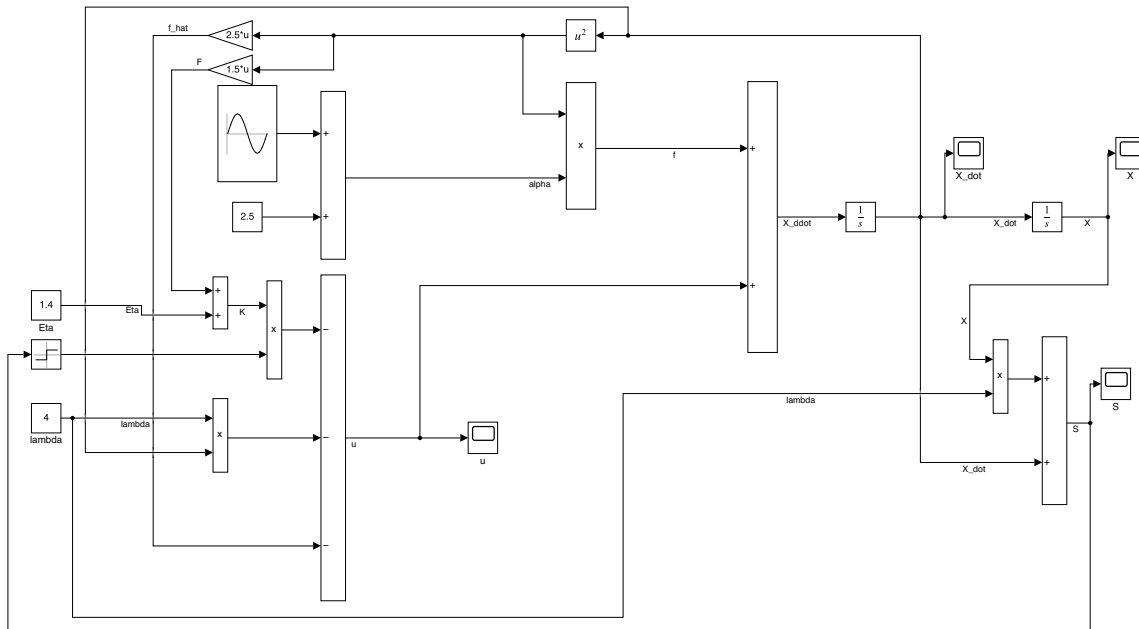 f_hat
2.5*u
u²
F
1.5*u
+
x
+
X_dot
X
f
alpha
2.5
+
X_ddot
1/s
X_dot
1/s
X
+
+
1.4
Eta
Eta
+
K
x
−
X
x
+
S
4
lambda
lambda
x
−
u
u
lambda
S
X_dot
+
−